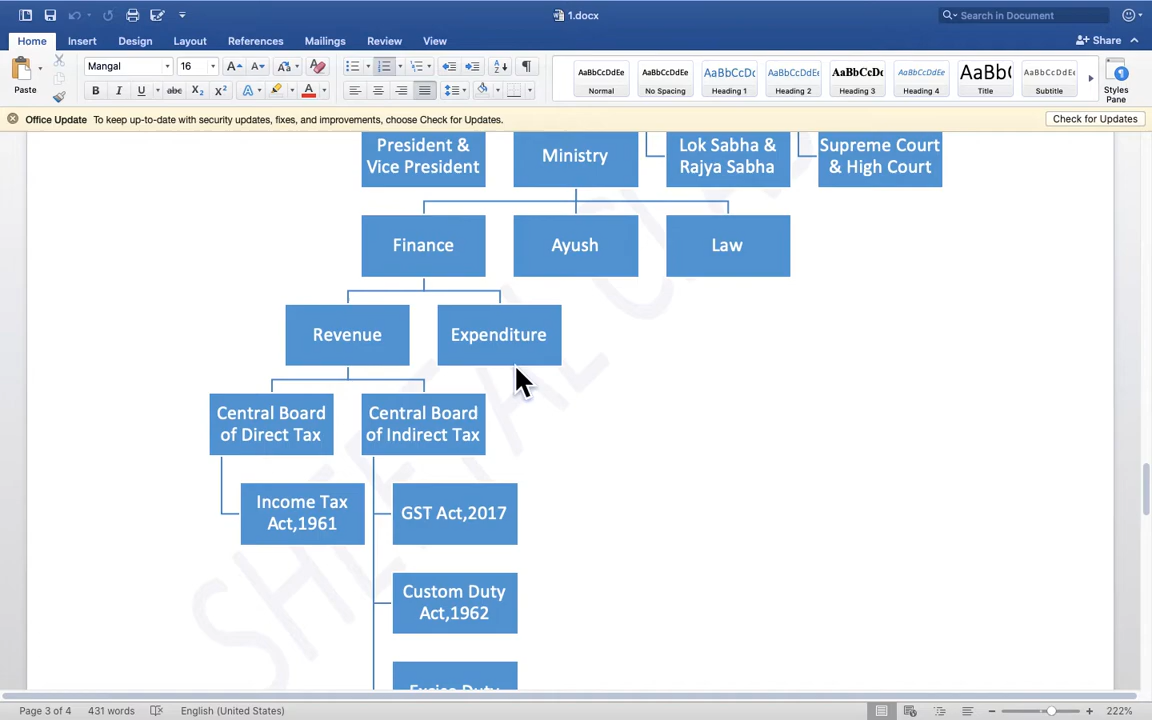 1.docx
Search in Document
Home Insert Design Layout References Mailings Review View
Share
Paste
Mangal 16
AaBbCcDdEe AaBbCcDdEe AaBbCcDc AaBbCcDdEe AaBbCcDc AaBbCcDdEe AaBb( AaBbCcDdEe
Normal No Spacing Heading 1 Heading 2 Heading 3 Heading 4 Title Subtitle
Styles
Pane
Office Update To keep up-to-date with security updates, fixes, and improvements, choose Check for Updates.
Check for Updates
President &
Vice President
Ministry
Lok Sabha &
Rajya Sabha
Supreme Court
& High Court
Finance
Ayush
Law
Revenue
Expenditure
Central Board
of Direct Tax
Central Board
of Indirect Tax
Income Tax
Act,1961
GST Act,2017
Custom Duty
Act,1962
Page 3 of 4 431 words English (United States)
222%